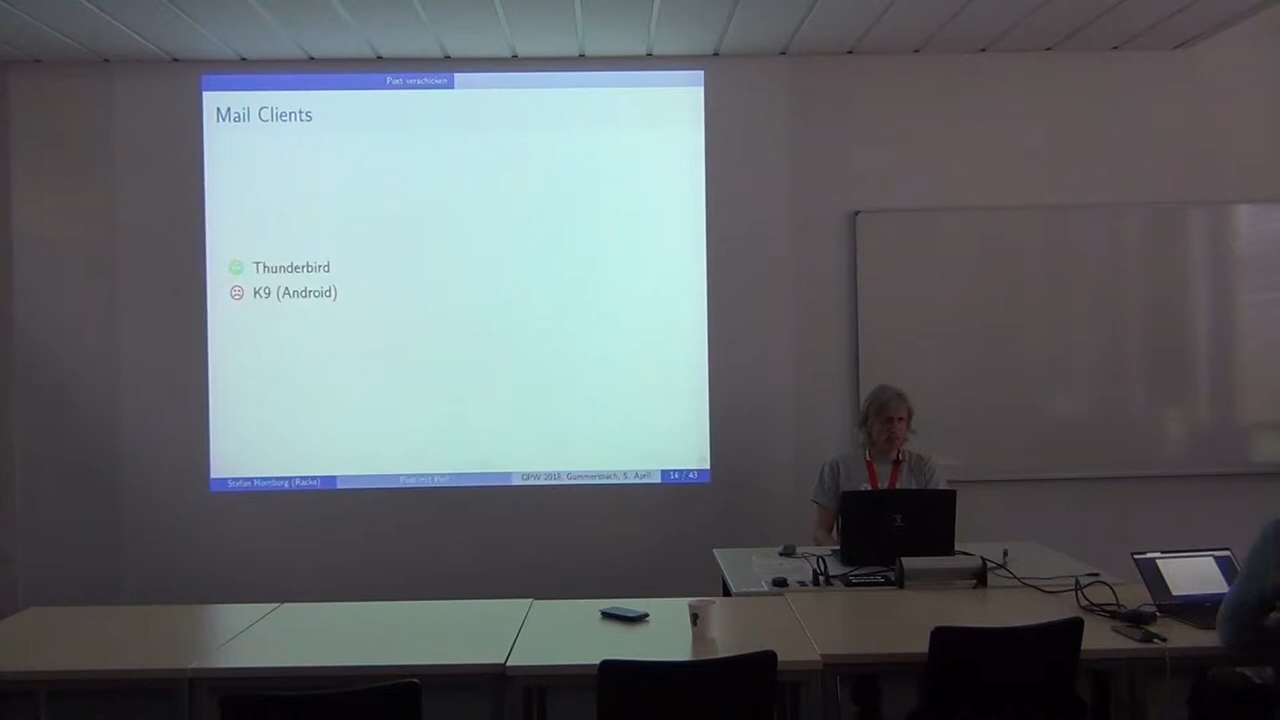 Post verschicken
Mail Clients
Thunderbird
K9 (Android)
Stefan Hornburg (Racke)
Post mit Perl
GPW 2018, Gummersbach, 5. April
14 / 43